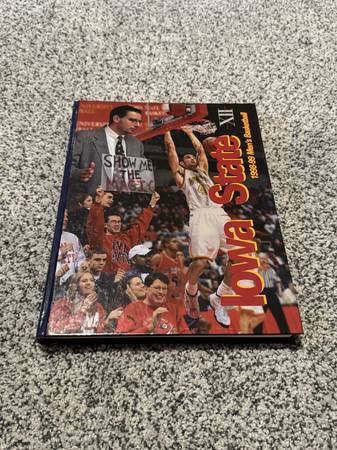 SHOW ME
THE
XII
Iowa State
1998-99 Men's Basketball